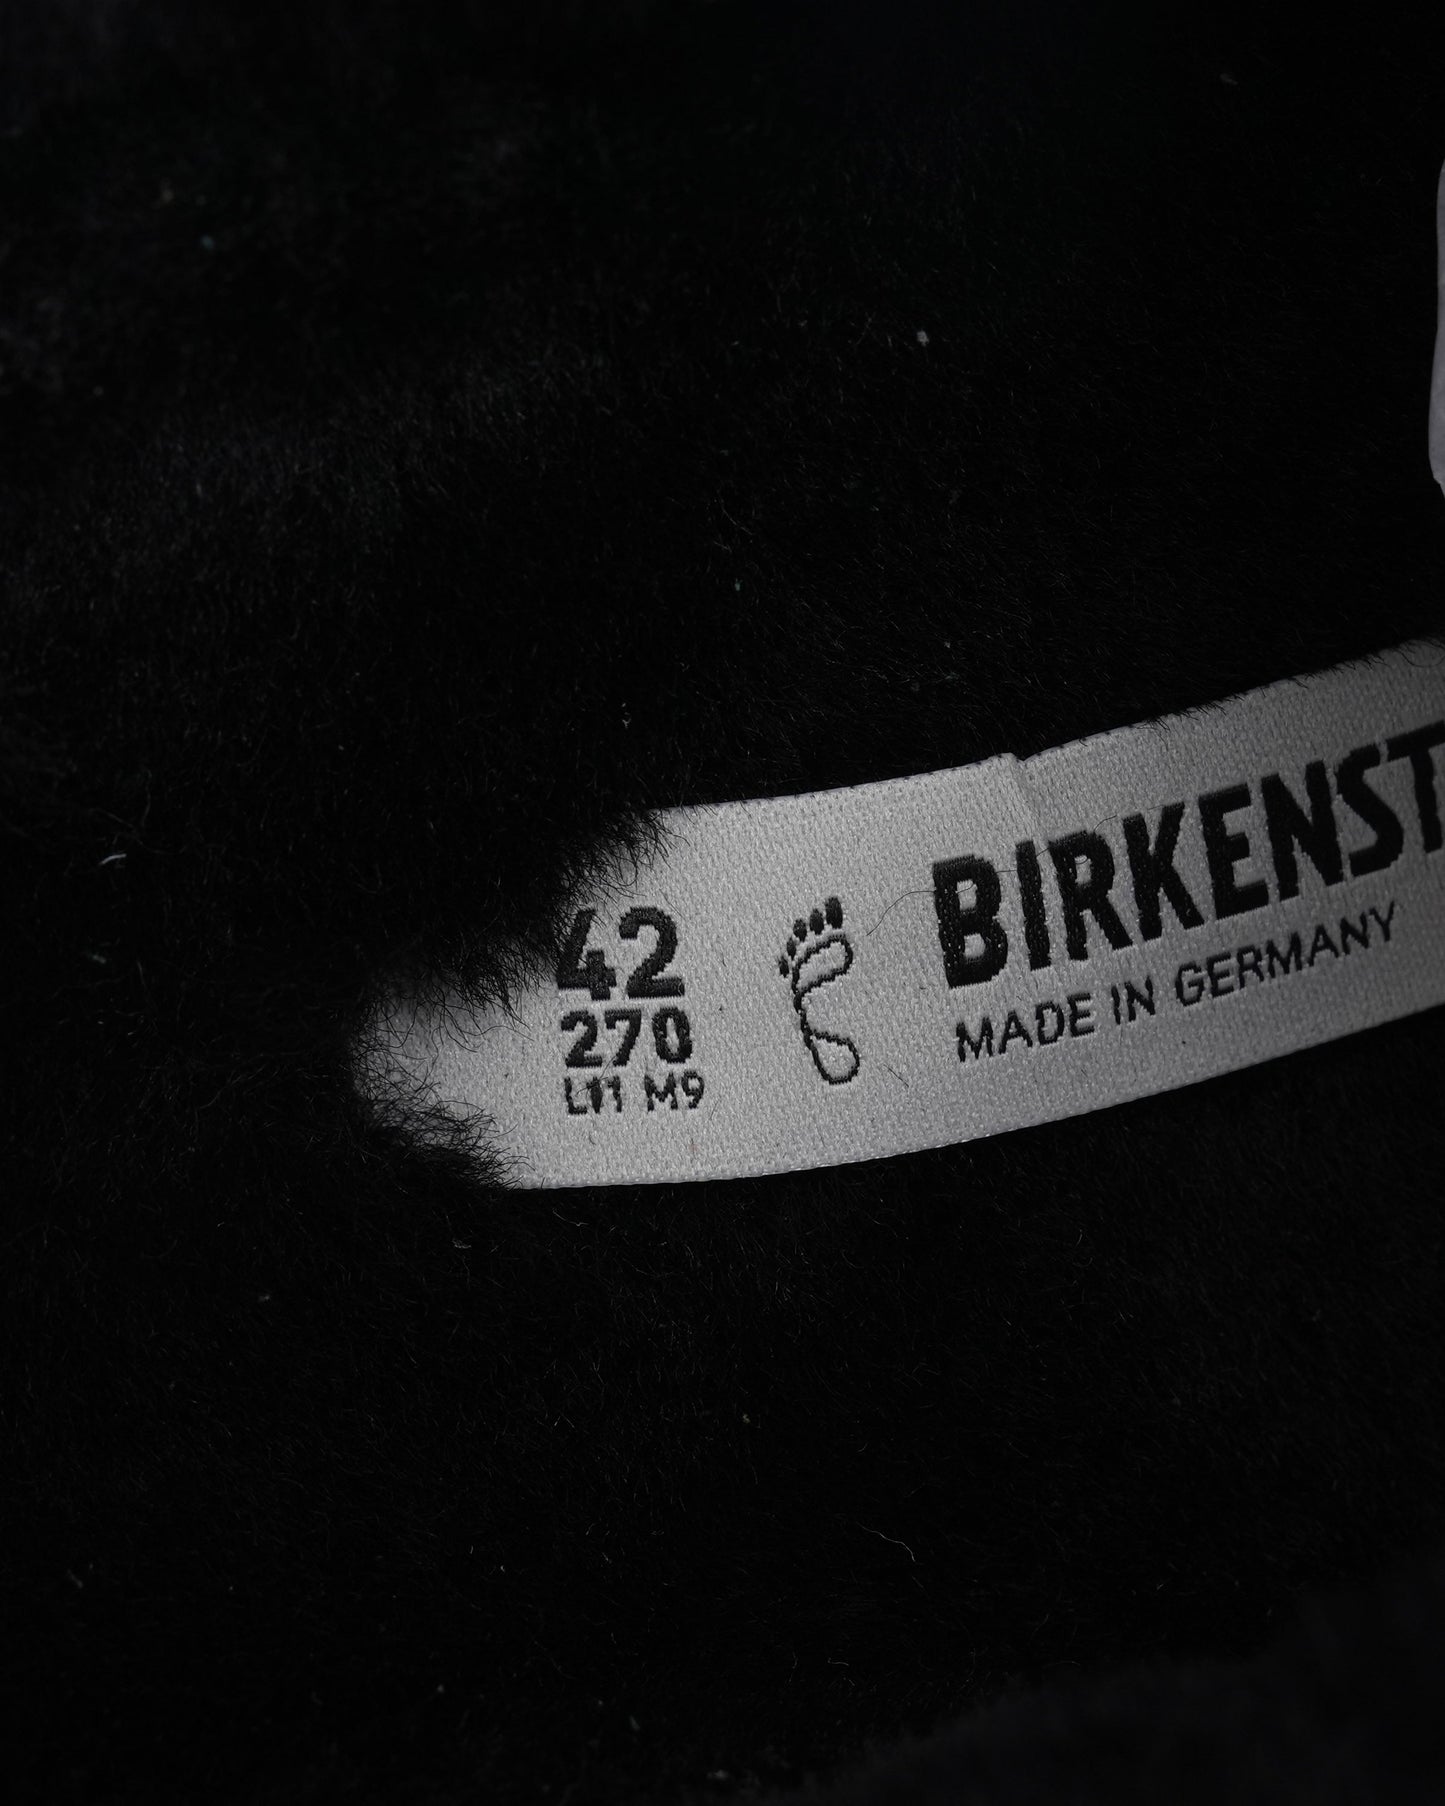 42
270
L11 M9
BIRKENST
MADE IN GERMANY